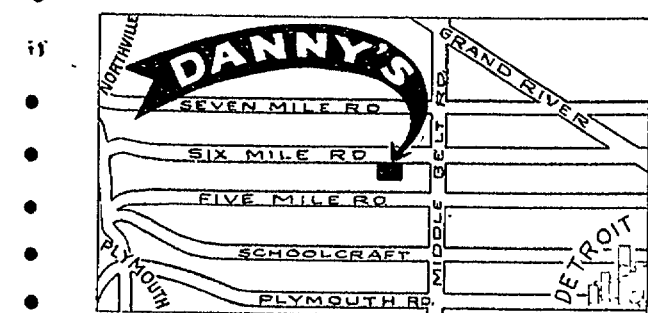 NORTHVILLE
DANNY'S
GRAND RIVER
SEVEN MILE RD
SIX MILE RD
MIDDLE BELT RD
FIVE MILE RD
SCHOOLCRAFT
PLYMOUTH
DETROIT
PLYMOUTH RD